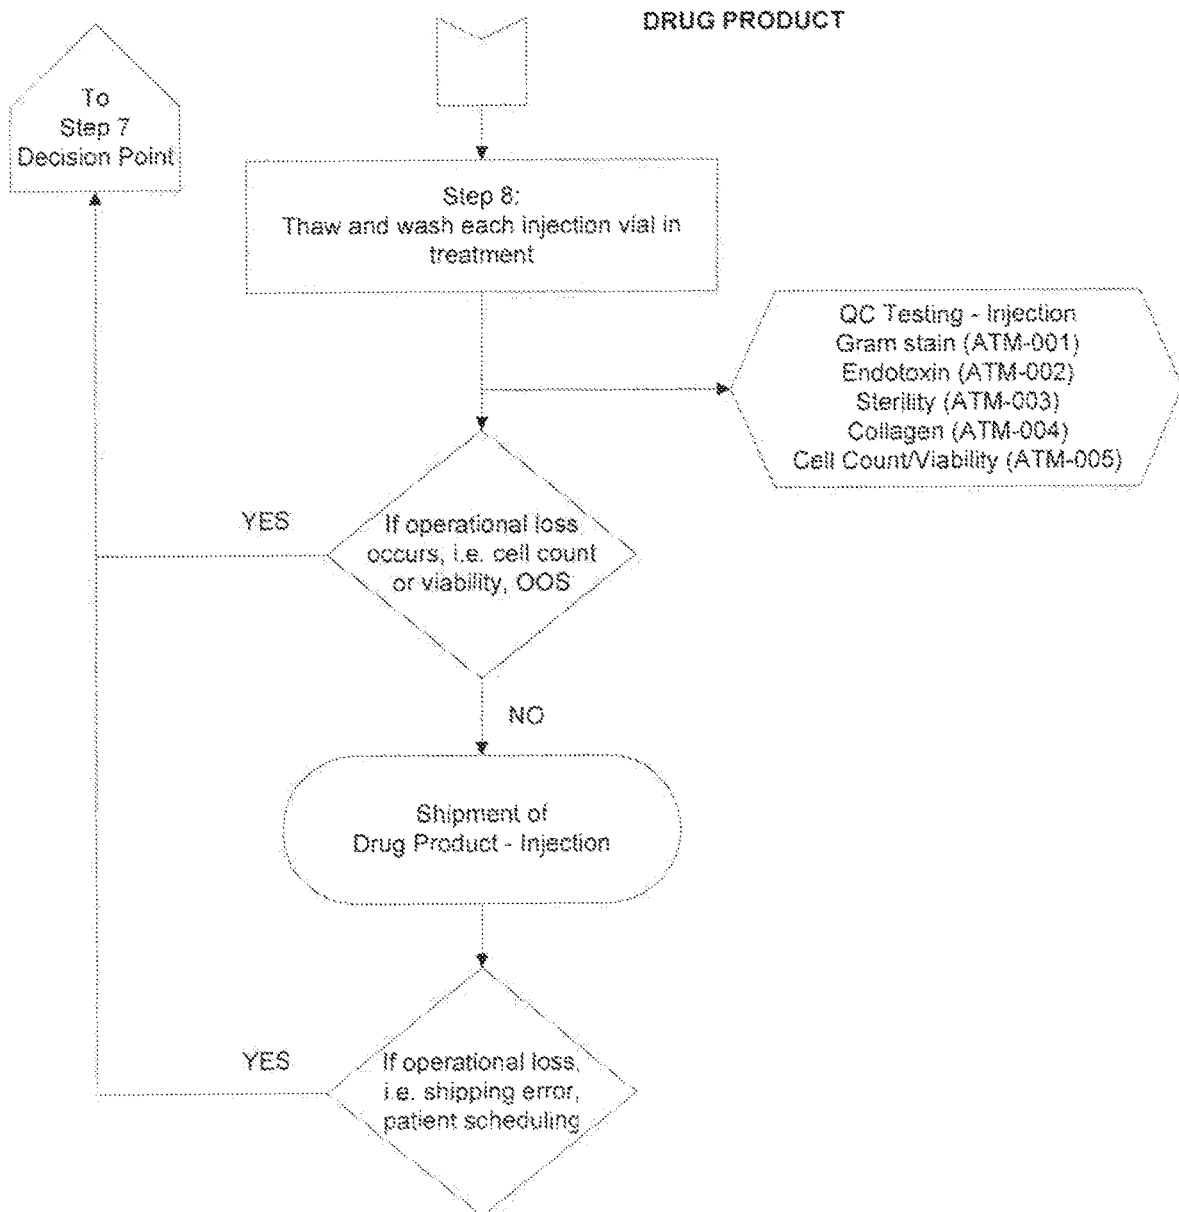 DRUG PRODUCT
To
Step 7
Decision Point
Step 8:
Thaw and wash each injection vial in
treatment
QC Testing - Injection
Gram stain (ATM-001)
Endotoxin (ATM-002)
Sterility (ATM-003)
Collagen (ATM-004)
Cell Count/Viability (ATM-005)
YES
If operational loss
occurs, i.e. cell count
or viability, OOS
NO
Shipment of
Drug Product - Injection
YES
If operational loss,
i.e. shipping error,
patient scheduling